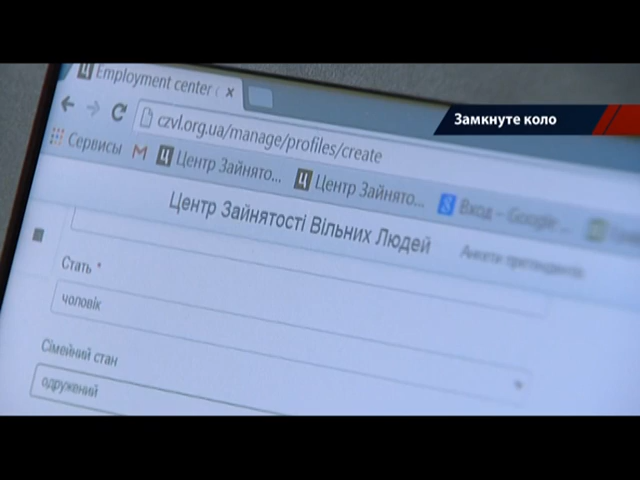 Employment center
Замкнуте коло
czvl.org.ua/manage/profiles/create
Сервисы
Центр Зайнято...
Центр Зайнято...
Вход – Google ...
Центр Зайнятості Вільних Людей
Анкети претендентів
Стать *
чоловік
Сімейний стан
одружений